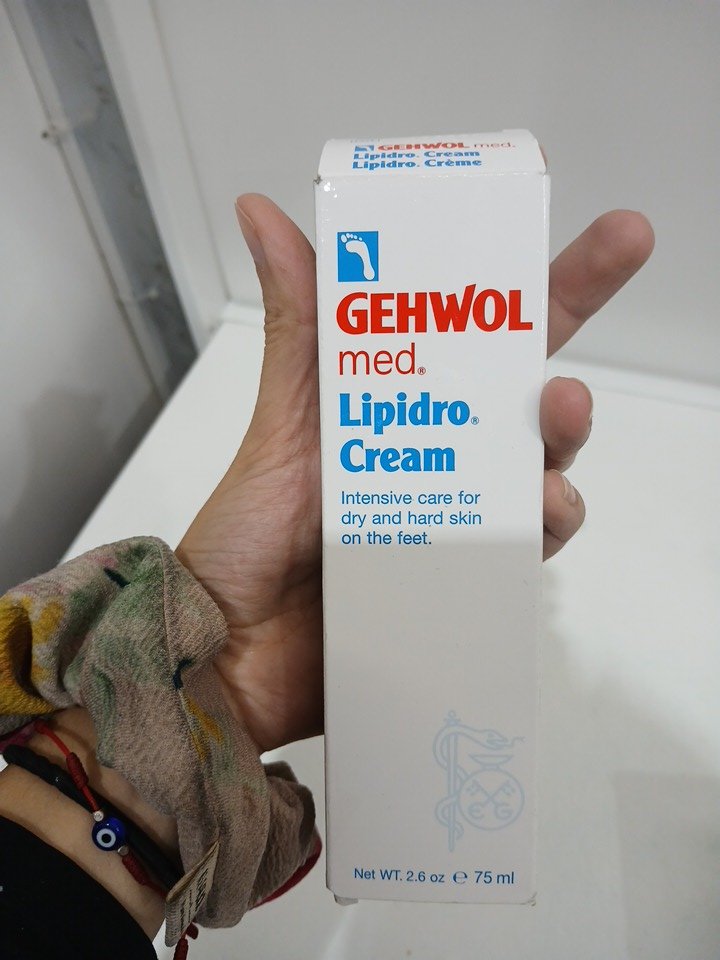 GEHWOL med.
Lipidro. Cream
Lipidro. Crème
GEHWOL
med®
Lipidro®
Cream
Intensive care for
dry and hard skin
on the feet.
E G
Net WT. 2.6 oz ℮ 75 ml